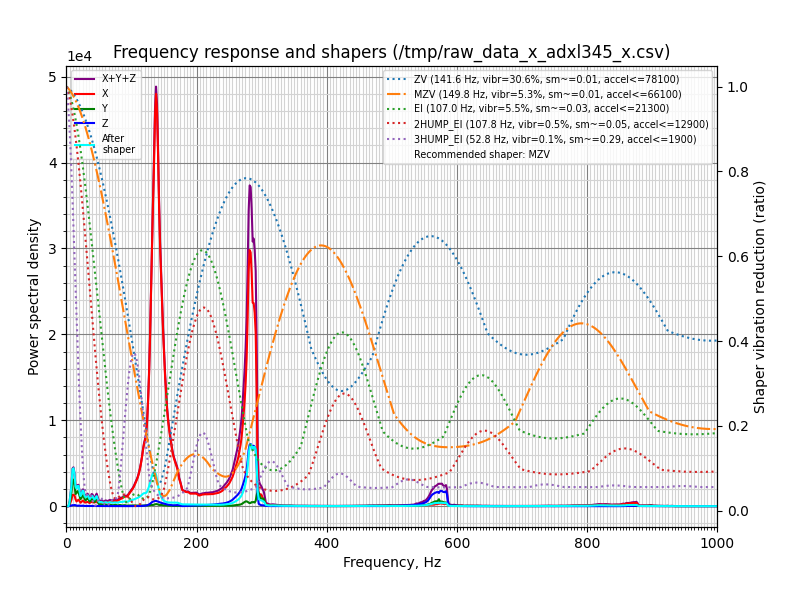 Frequency response and shapers (/tmp/raw_data_x_adxl345_x.csv)
1e4
X+Y+Z
X
Y
Z
After
shaper
ZV (141.6 Hz, vibr=30.6%, sm~=0.01, accel<=78100)
MZV (149.8 Hz, vibr=5.3%, sm~=0.01, accel<=66100)
EI (107.0 Hz, vibr=5.5%, sm~=0.03, accel<=21300)
2HUMP_EI (107.8 Hz, vibr=0.5%, sm~=0.05, accel<=12900)
3HUMP_EI (52.8 Hz, vibr=0.1%, sm~=0.29, accel<=1900)
Recommended shaper: MZV
Power spectral density
5
4
3
2
1
0
1.0
0.8
0.6
0.4
0.2
0.0
Shaper vibration reduction (ratio)
0 200 400 600 800 1000
Frequency, Hz